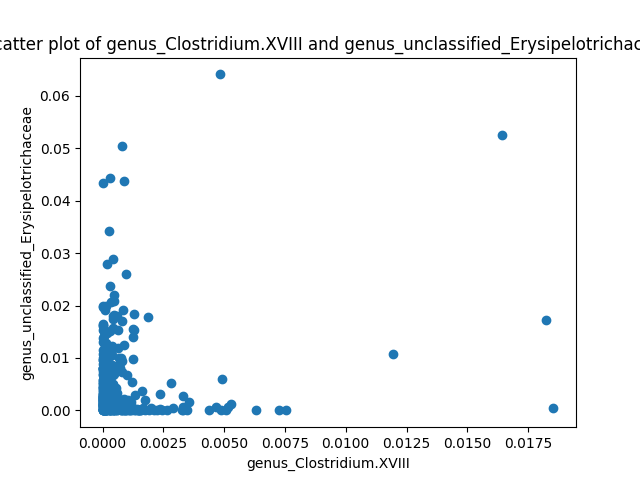 catter plot of genus_Clostridium.XVIII and genus_unclassified_Erysipelotrichac
genus_unclassified_Erysipelotrichaceae
0.06
0.05
0.04
0.03
0.02
0.01
0.00
0.0000 0.0025 0.0050 0.0075 0.0100 0.0125 0.0150 0.0175
genus_Clostridium.XVIII